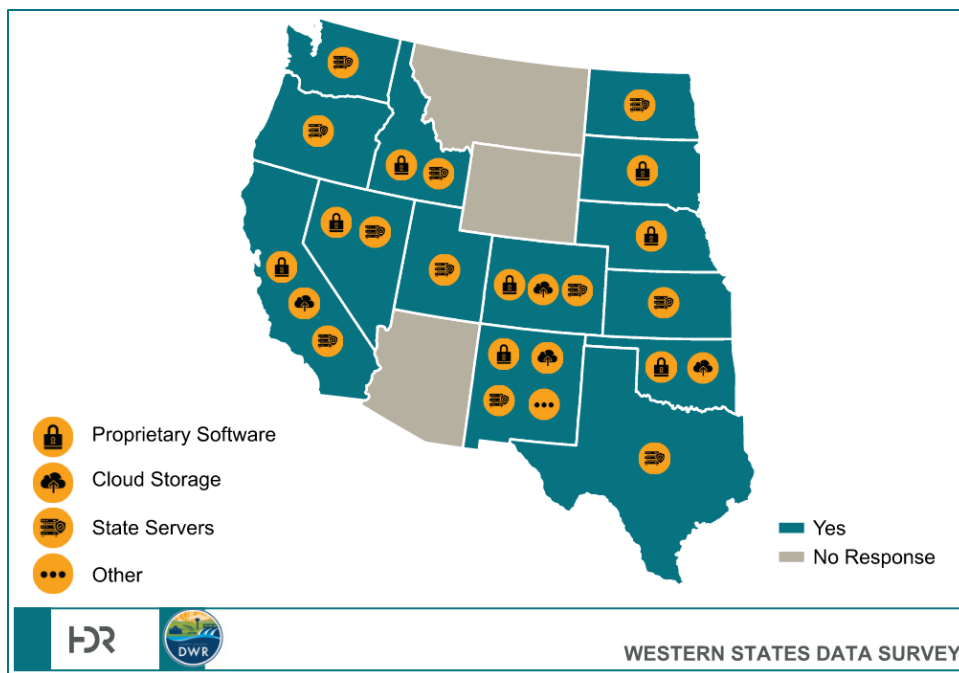 Proprietary Software
Cloud Storage
State Servers
Other
Yes
No Response
HDR
DWR
WESTERN STATES DATA SURVEY